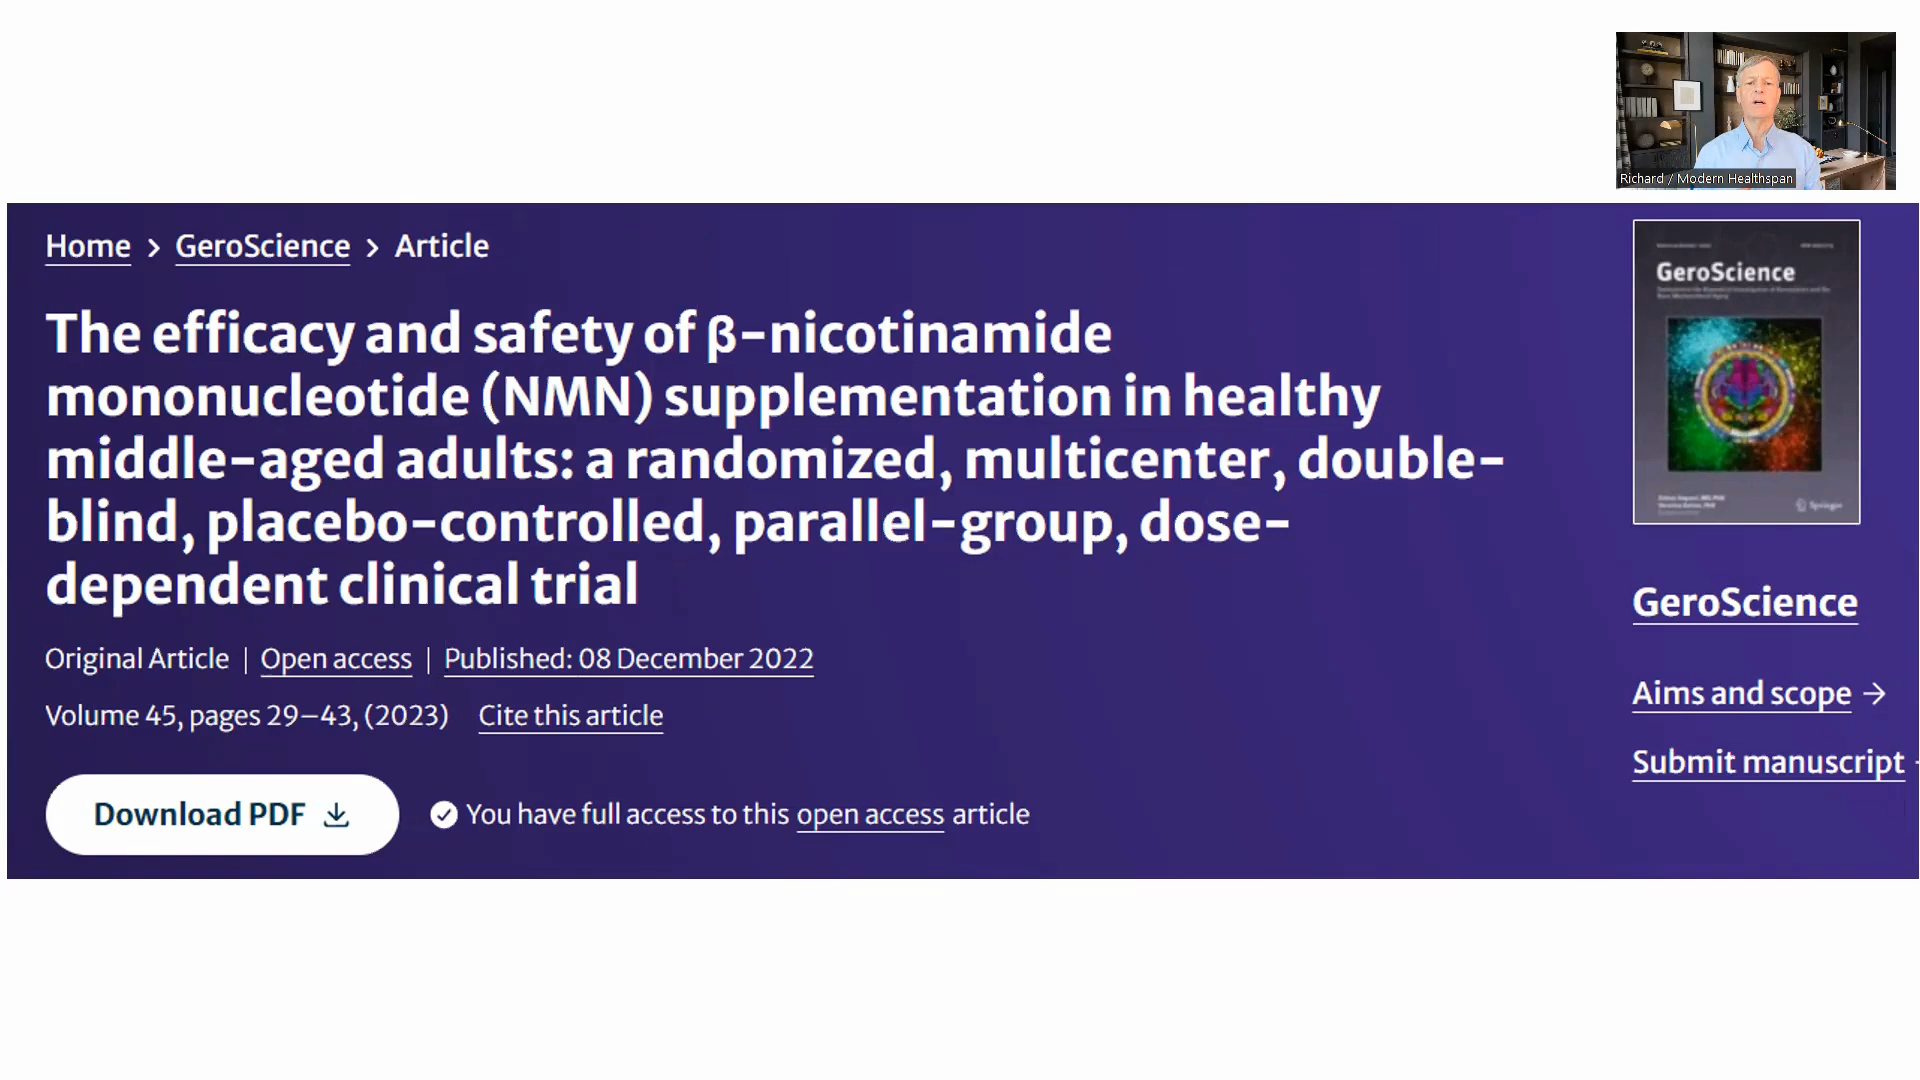 Richard / Modern Healthspan
Home > GeroScience > Article
The efficacy and safety of β-nicotinamide
mononucleotide (NMN) supplementation in healthy
middle-aged adults: a randomized, multicenter, double-
blind, placebo-controlled, parallel-group, dose-
dependent clinical trial
Original Article | Open access | Published: 08 December 2022
Volume 45, pages 29–43, (2023) Cite this article
Download PDF
You have full access to this open access article
GeroScience
Springer
GeroScience
Aims and scope →
Submit manuscript